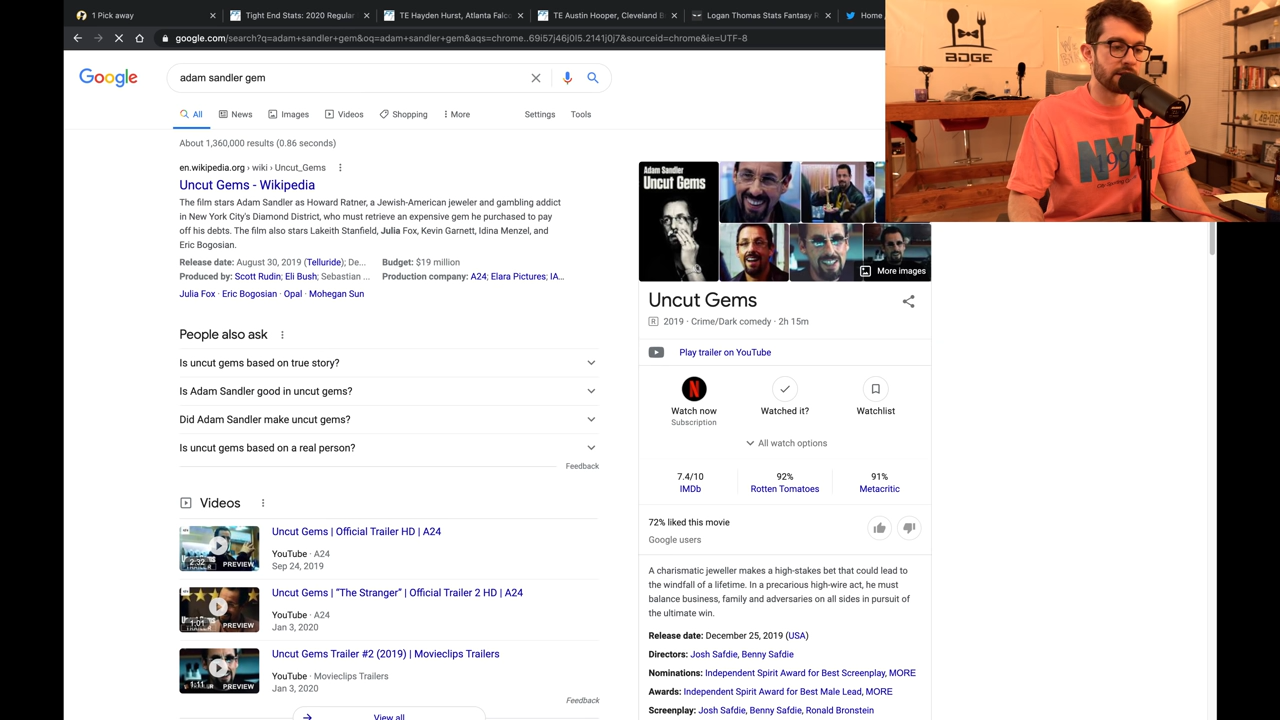 1 Pick away
Tight End Stats: 2020 Regular
TE Hayden Hurst, Atlanta Falco
TE Austin Hooper, Cleveland B
Logan Thomas Stats Fantasy R
Home
google.com/search?q=adam+sandler+gem&oq=adam+sandler+gem&aqs=chrome..69i57j46j0l5.2141j0j7&sourceid=chrome&ie=UTF-8
Google
adam sandler gem
All
News
Images
Videos
Shopping
More
Settings
Tools
About 1,360,000 results (0.86 seconds)
en.wikipedia.org › wiki › Uncut_Gems
Uncut Gems - Wikipedia
The film stars Adam Sandler as Howard Ratner, a Jewish-American jeweler and gambling addict
in New York City's Diamond District, who must retrieve an expensive gem he purchased to pay
off his debts. The film also stars Lakeith Stanfield, Julia Fox, Kevin Garnett, Idina Menzel, and
Eric Bogosian.
Release date: August 30, 2019 (Telluride); De...
Budget: $19 million
Produced by: Scott Rudin; Eli Bush; Sebastian ...
Production company: A24; Elara Pictures; IA...
Julia Fox · Eric Bogosian · Opal · Mohegan Sun
People also ask
Is uncut gems based on true story?
Is Adam Sandler good in uncut gems?
Did Adam Sandler make uncut gems?
Is uncut gems based on a real person?
Feedback
Videos
2:32
PREVIEW
Uncut Gems | Official Trailer HD | A24
YouTube · A24
Sep 24, 2019
1:01
PREVIEW
Uncut Gems | “The Stranger” | Official Trailer 2 HD | A24
YouTube · A24
Jan 3, 2020
1:11
PREVIEW
Uncut Gems Trailer #2 (2019) | Movieclips Trailers
YouTube · Movieclips Trailers
Jan 3, 2020
Feedback
View all
Adam Sandler
Uncut Gems
More images
Uncut Gems
R 2019 · Crime/Dark comedy · 2h 15m
Play trailer on YouTube
N
Watch now
Subscription
Watched it?
Watchlist
All watch options
7.4/10
IMDb
92%
Rotten Tomatoes
91%
Metacritic
72% liked this movie
Google users
A charismatic jeweller makes a high-stakes bet that could lead to
the windfall of a lifetime. In a precarious high-wire act, he must
balance business, family and adversaries on all sides in pursuit of
the ultimate win.
Release date: December 25, 2019 (USA)
Directors: Josh Safdie, Benny Safdie
Nominations: Independent Spirit Award for Best Screenplay, MORE
Awards: Independent Spirit Award for Best Male Lead, MORE
Screenplay: Josh Safdie, Benny Safdie, Ronald Bronstein
BDGE